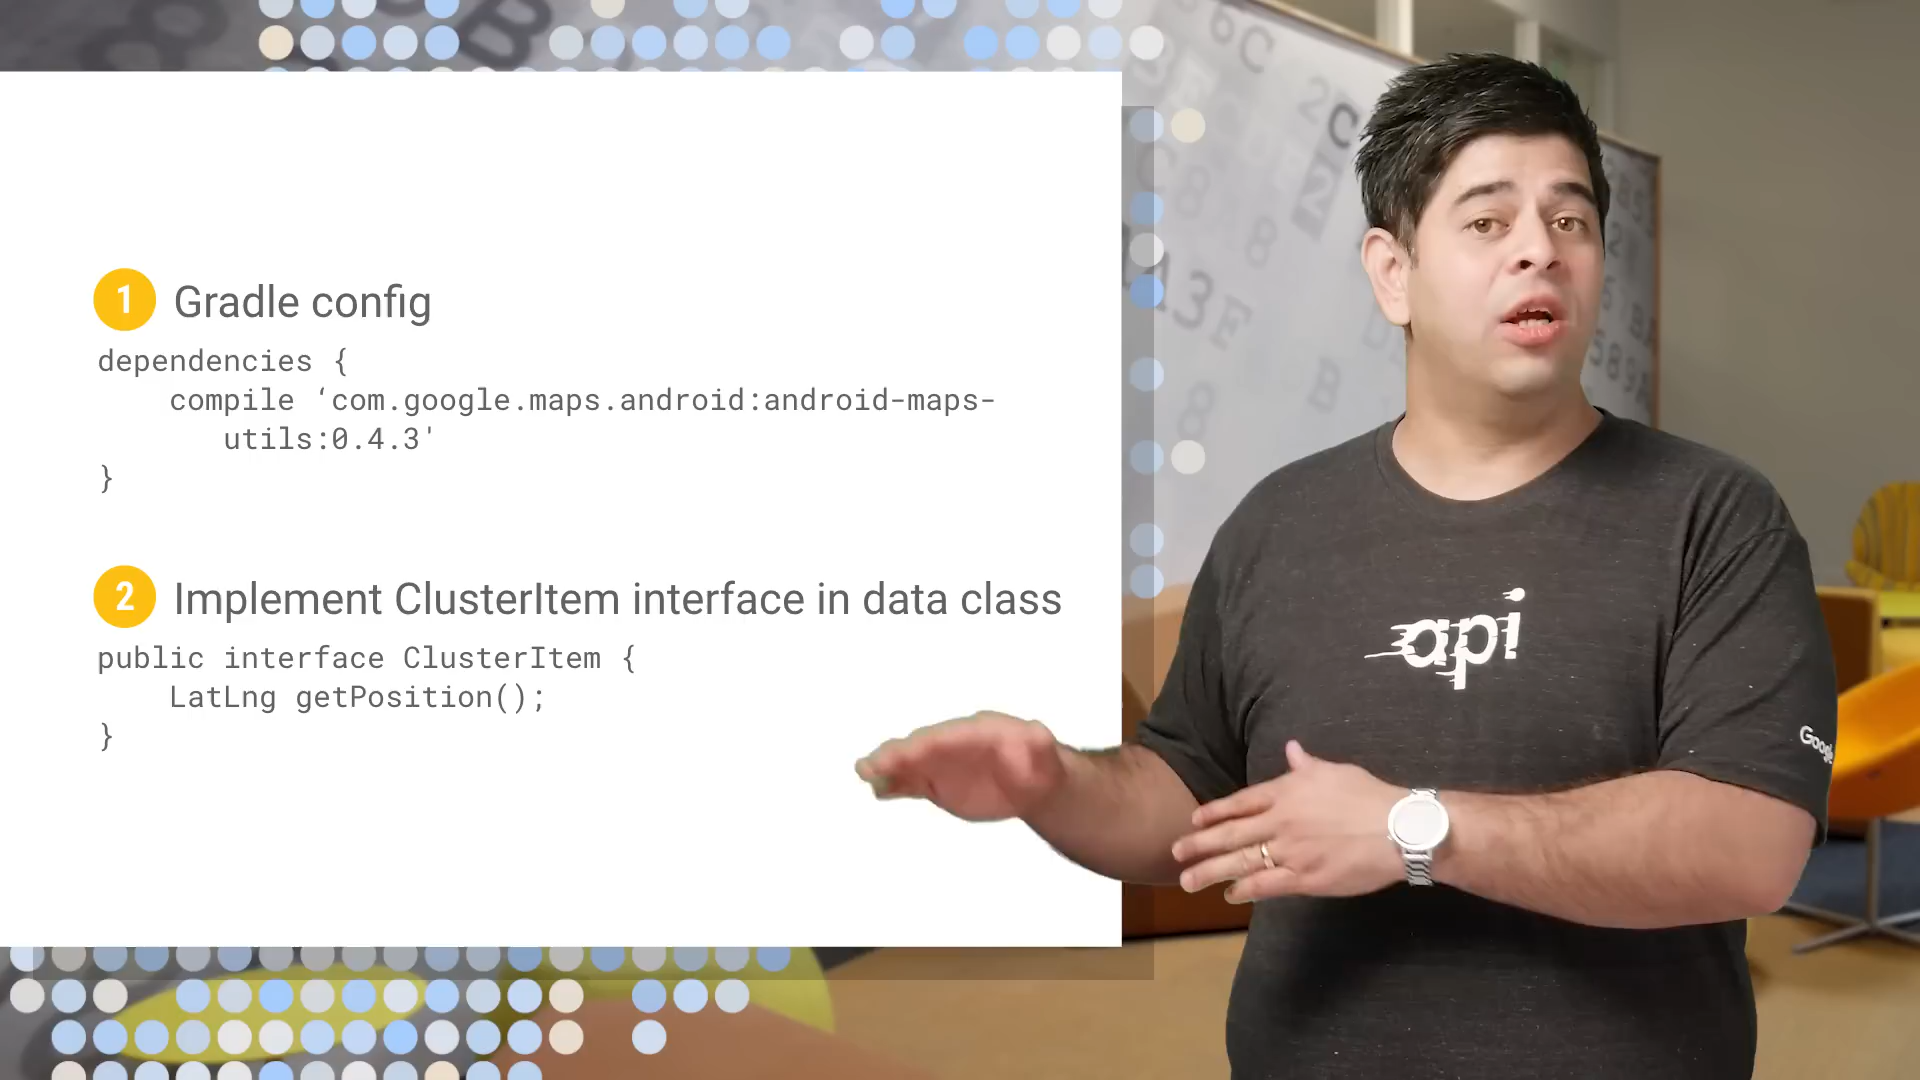 1 Gradle config
dependencies {
    compile ‘com.google.maps.android:android-maps-
       utils:0.4.3'
}
2 Implement ClusterItem interface in data class
public interface ClusterItem {
    LatLng getPosition();
}
api
Google